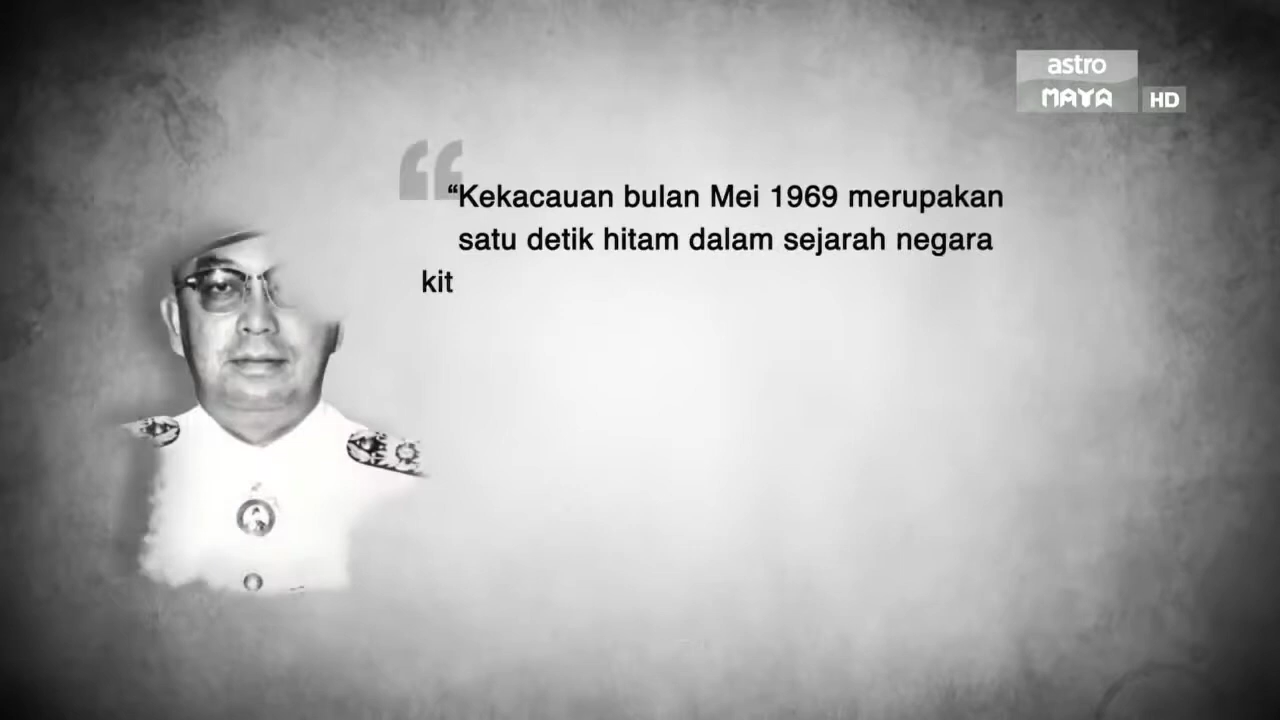 astro
MAYA HD
“Kekacauan bulan Mei 1969 merupakan
satu detik hitam dalam sejarah negara
kit